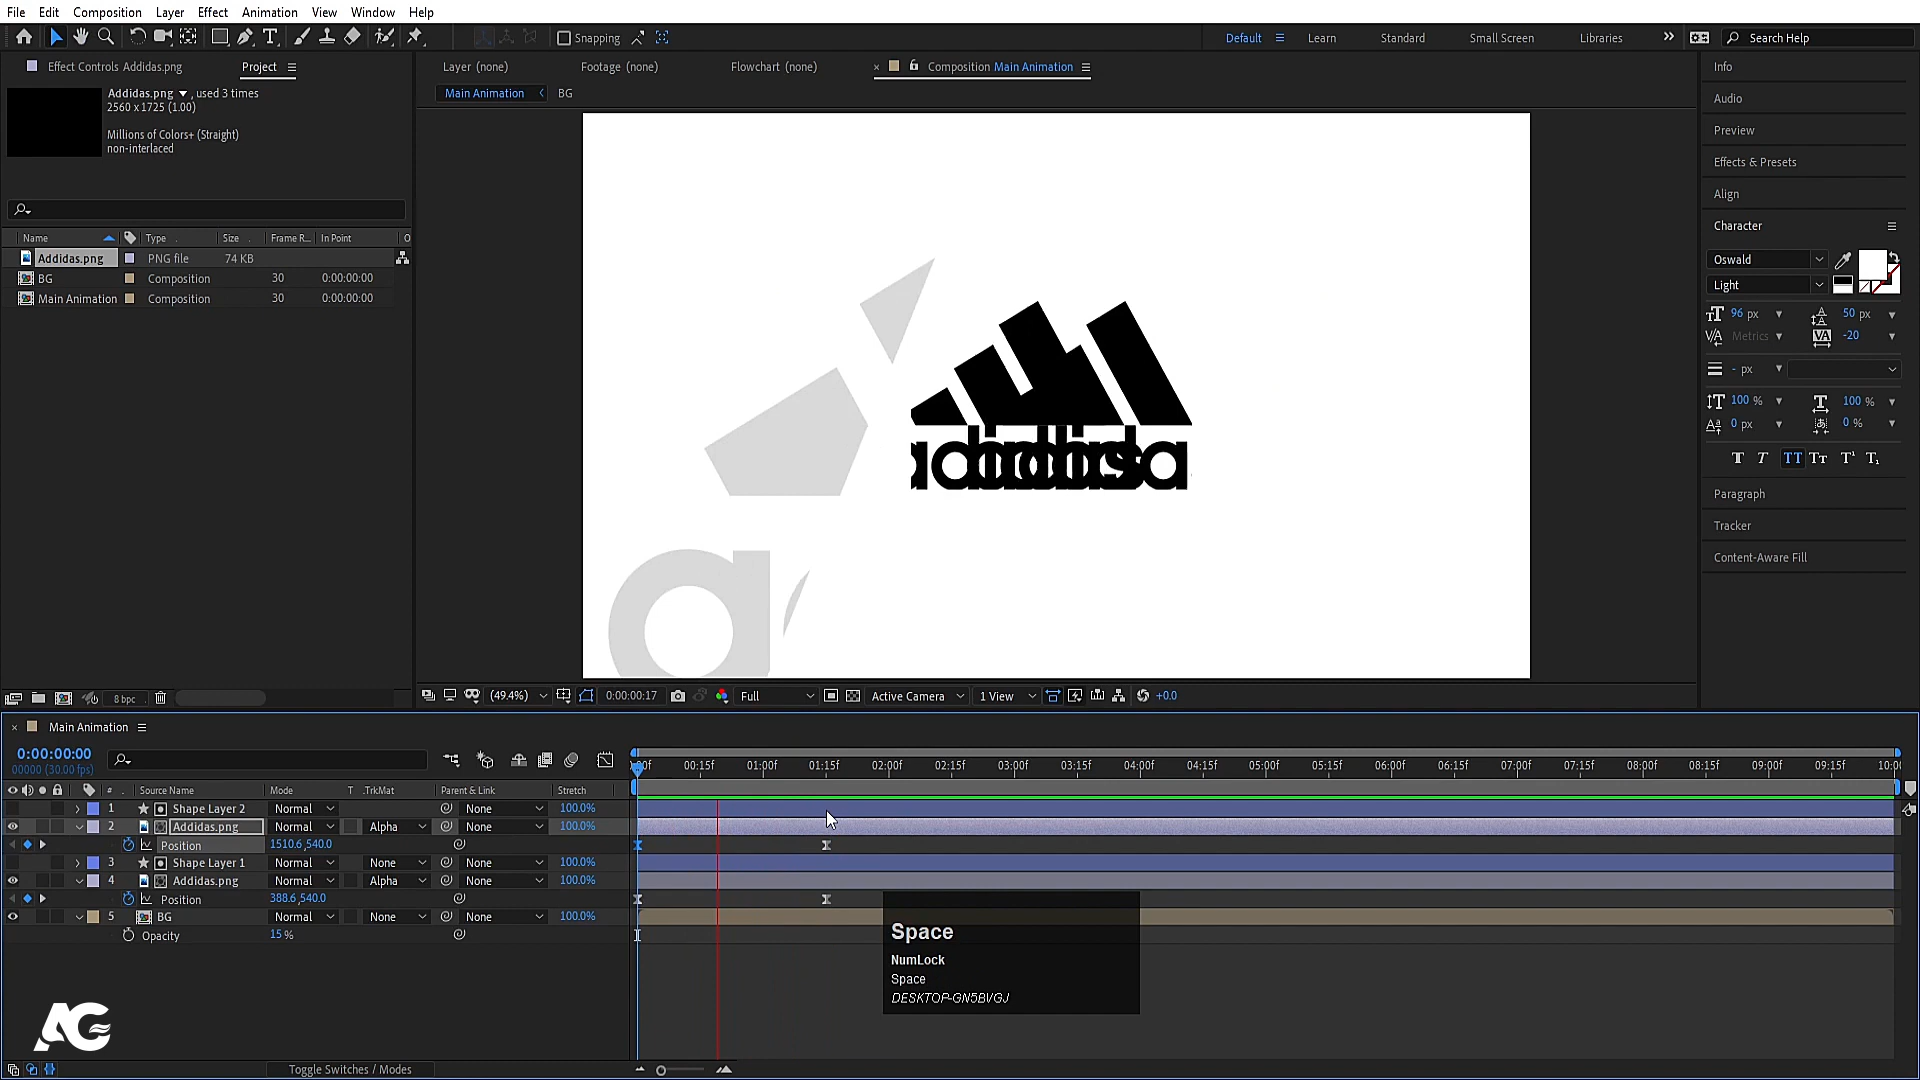 File Edit Composition Layer Effect Animation View Window Help
Snapping Default Learn Standard Small Screen Libraries Search Help
Effect Controls Addidas.png Project
Layer (none) Footage (none) Flowchart (none) × Composition Main Animation
Main Animation BG
Addidas.png, used 3 times
2560 x 1725 (1.00)
Millions of Colors+ (Straight)
non-interlaced
Name Type Size Frame R... In Point
Addidas.png PNG file 74 KB
BG Composition 30 0:00:00:00
Main Animation Composition 30 0:00:00:00
8 bpc
(49.4%) 0:00:00:17 Full Active Camera 1 View +0.0
Info
Audio
Preview
Effects & Presets
Align
Character
Oswald
Light
96 px 50 px
Metrics -20
- px
100 % 100 %
0 px 0 %
Paragraph
Tracker
Content-Aware Fill
× Main Animation
0:00:00:00
00000 (30.00 fps)
00:15f 01:00f 01:15f 02:00f 02:15f 03:00f 03:15f 04:00f 04:15f 05:00f 05:15f 06:00f 06:15f 07:00f 07:15f 08:00f 08:15f 09:00f 09:15f
# Source Name Mode T .TrkMat Parent & Link Stretch
1 Shape Layer 2 Normal None 100.0%
2 Addidas.png Normal Alpha None 100.0%
Position 1510.6,540.0
3 Shape Layer 1 Normal None None 100.0%
4 Addidas.png Normal Alpha None 100.0%
Position 388.6,540.0
5 BG Normal None None 100.0%
Opacity 15 %
Space
NumLock
Space
DESKTOP-GN5BVGJ
AG
Toggle Switches / Modes